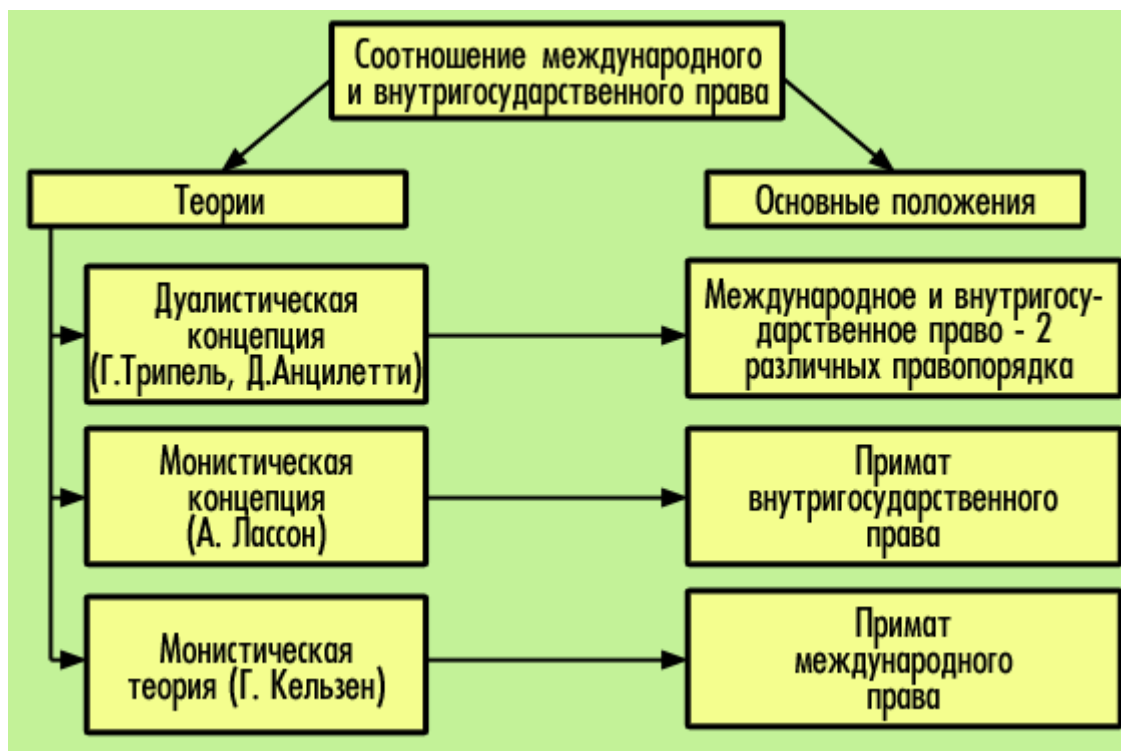 Соотношение международного
и внутригосударственного права
Теории
Основные положения
Дуалистическая
концепция
(Г.Трипель, Д.Анцилетти)
Международное и внутригосу-
дарственное право - 2
различных правопорядка
Монистическая
концепция
(А. Лассон)
Примат
внутригосударственного
права
Монистическая
теория (Г. Кельзен)
Примат
международного
права